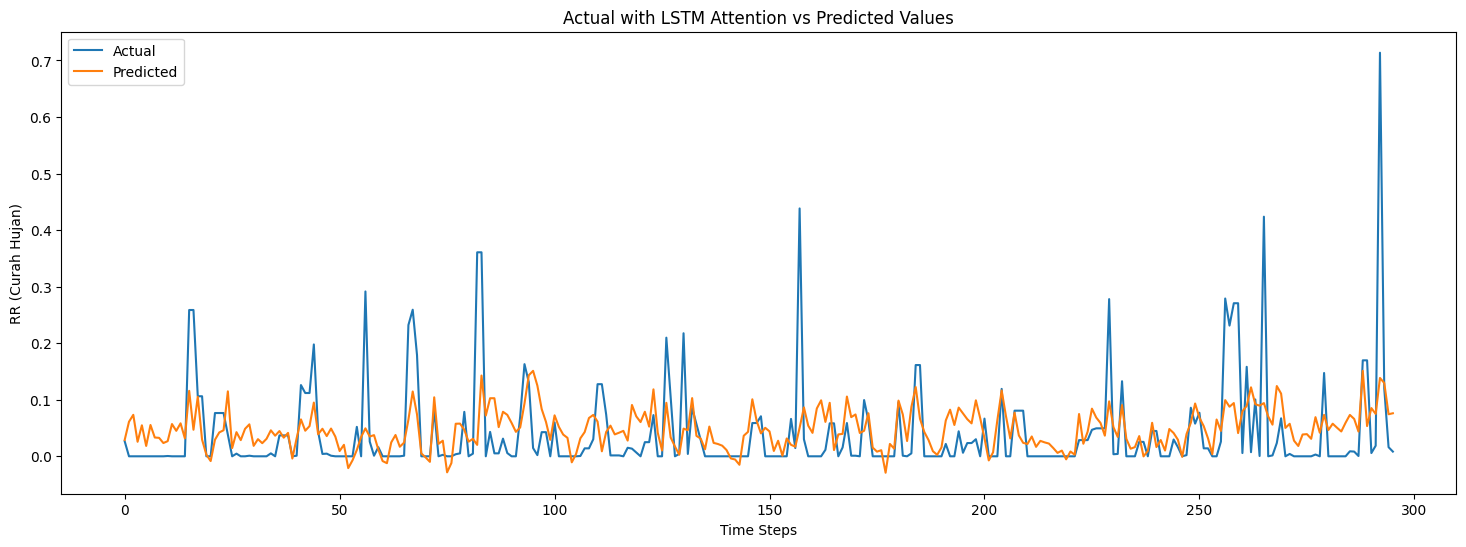 Actual with LSTM Attention vs Predicted Values
Actual
Predicted
RR (Curah Hujan)
0.7
0.6
0.5
0.4
0.3
0.2
0.1
0.0
0 50 100 150 200 250 300
Time Steps